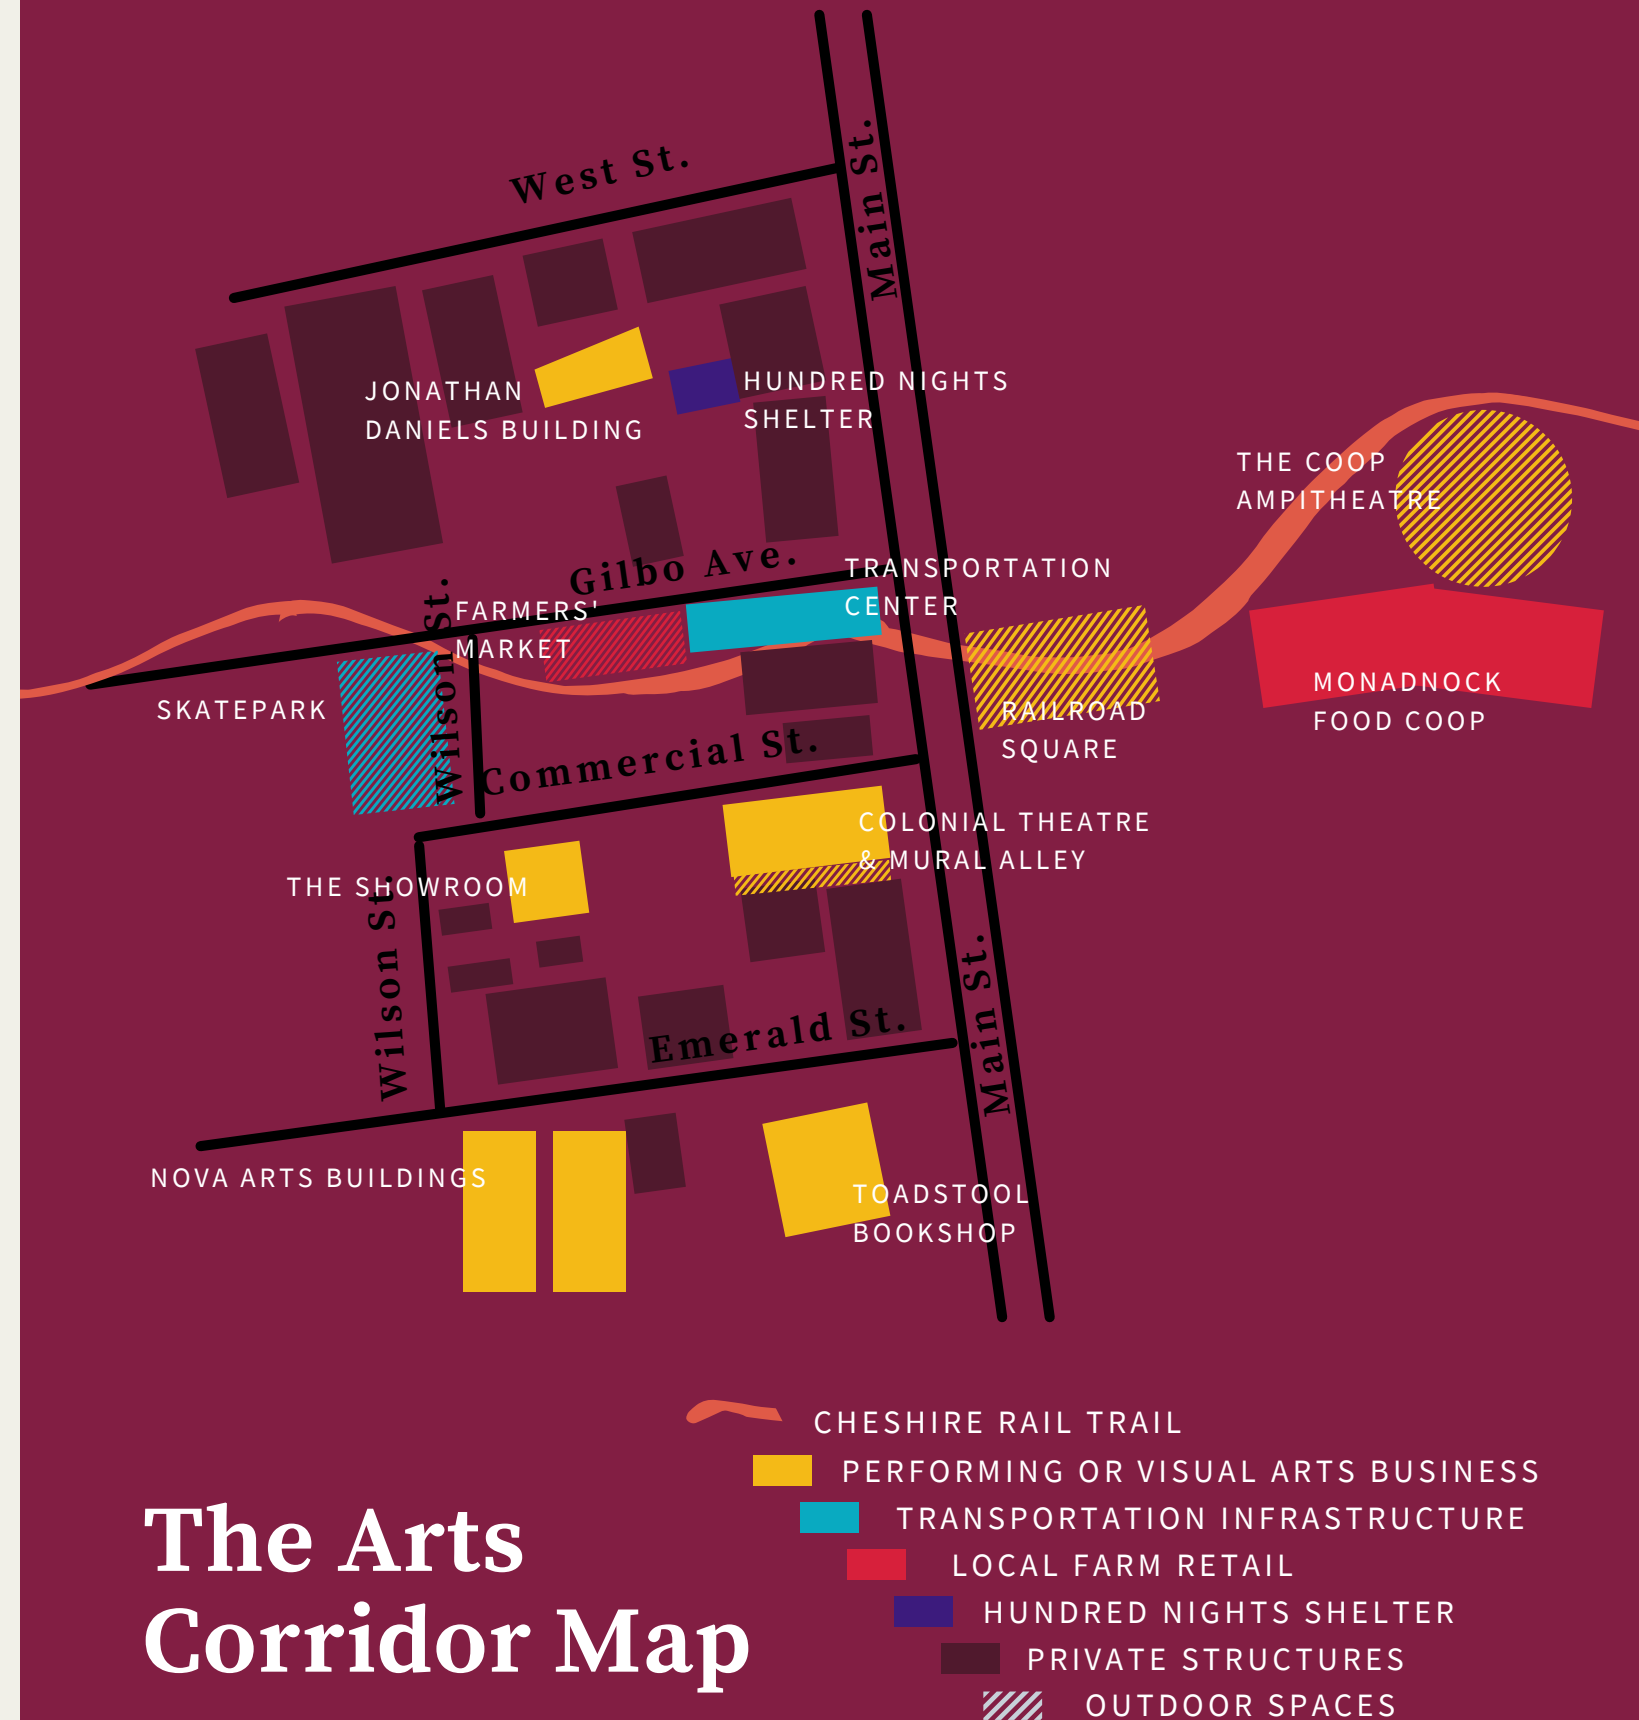 West St.
Main St.
JONATHAN
DANIELS BUILDING
HUNDRED NIGHTS
SHELTER
THE COOP
AMPITHEATRE
Gilbo Ave.
TRANSPORTATION
CENTER
FARMERS'
MARKET
Wilson St.
SKATEPARK
MONADNOCK
FOOD COOP
RAILROAD
SQUARE
Commercial St.
COLONIAL THEATRE
& MURAL ALLEY
THE SHOWROOM
Wilson St.
Main St.
Emerald St.
NOVA ARTS BUILDINGS
TOADSTOOL
BOOKSHOP
CHESHIRE RAIL TRAIL
PERFORMING OR VISUAL ARTS BUSINESS
TRANSPORTATION INFRASTRUCTURE
LOCAL FARM RETAIL
HUNDRED NIGHTS SHELTER
PRIVATE STRUCTURES
OUTDOOR SPACES
The Arts
Corridor Map